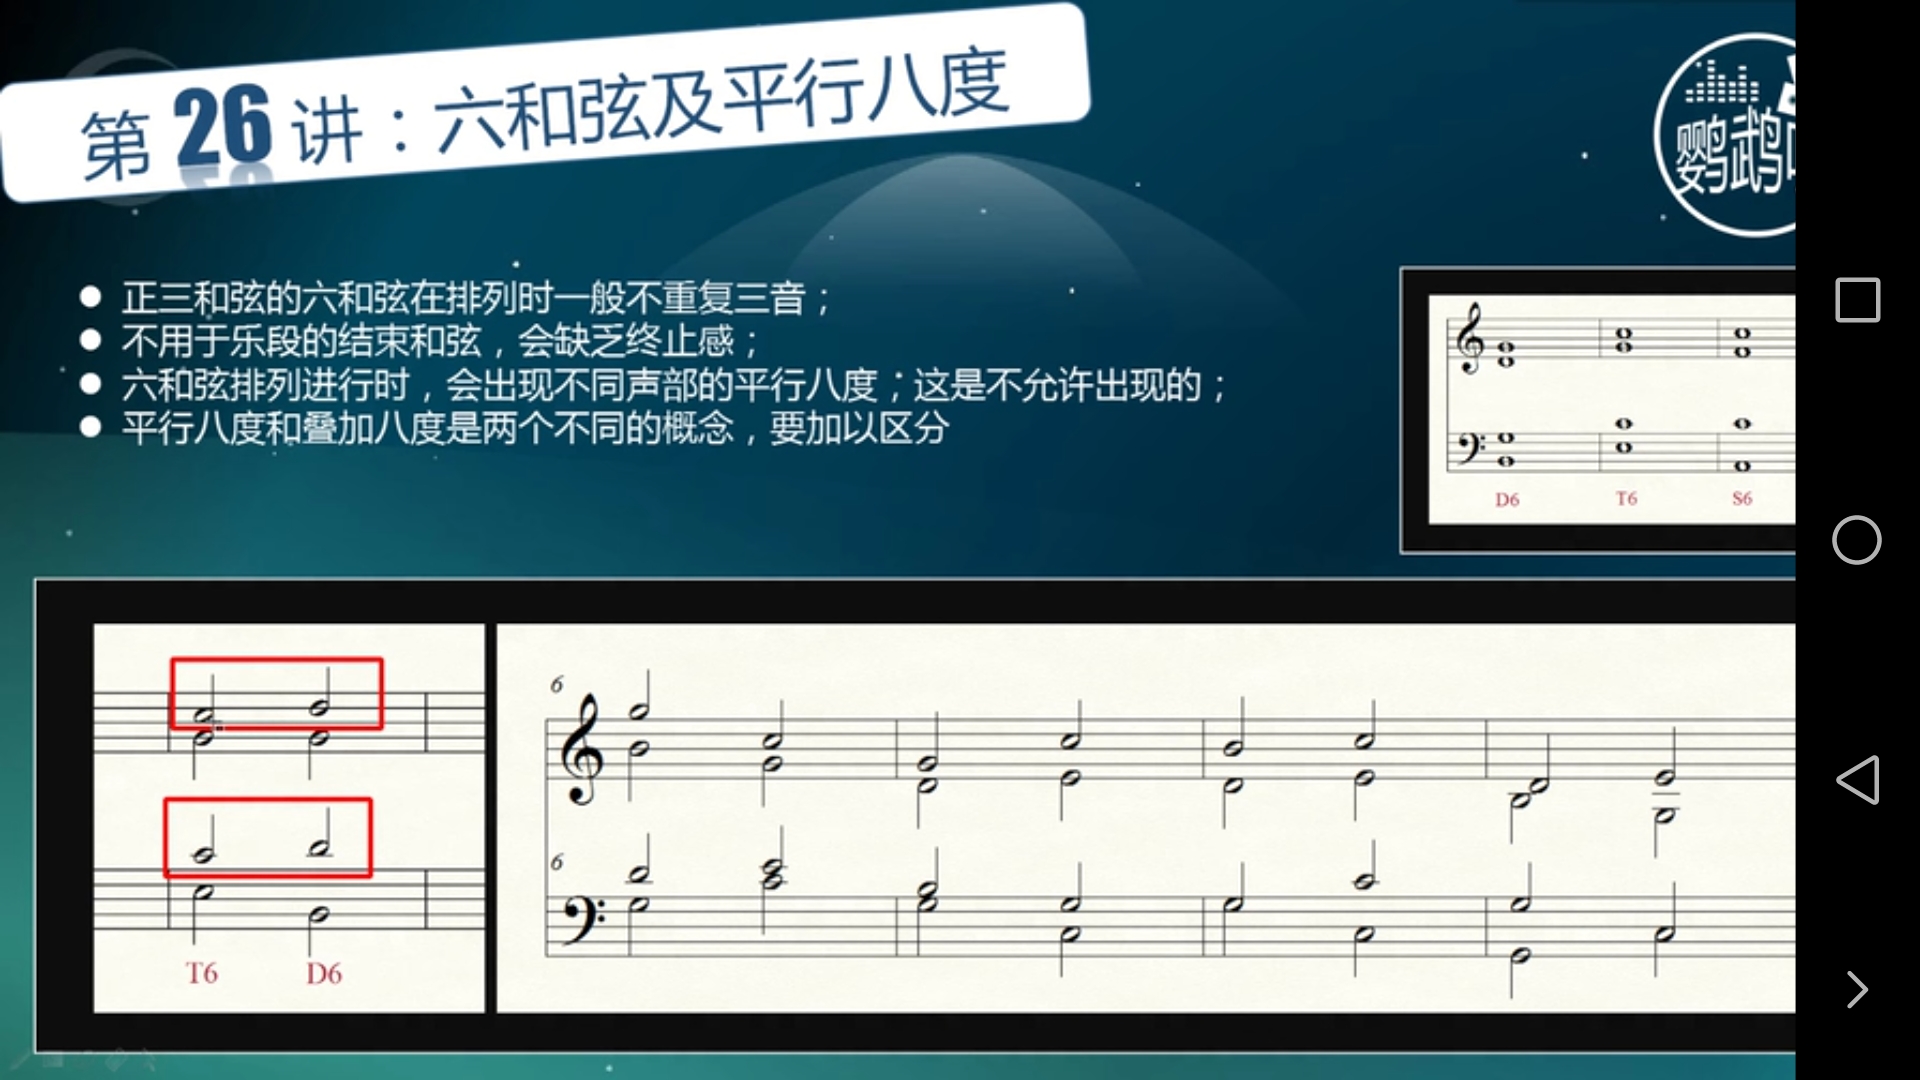 第26讲：六和弦及平行八度
鹦鹉
正三和弦的六和弦在排列时一般不重复三音；
不用于乐段的结束和弦，会缺乏终止感；
六和弦排列进行时，会出现不同声部的平行八度；这是不允许出现的；
平行八度和叠加八度是两个不同的概念，要加以区分
D6 T6 S6
6
6
T6 D6